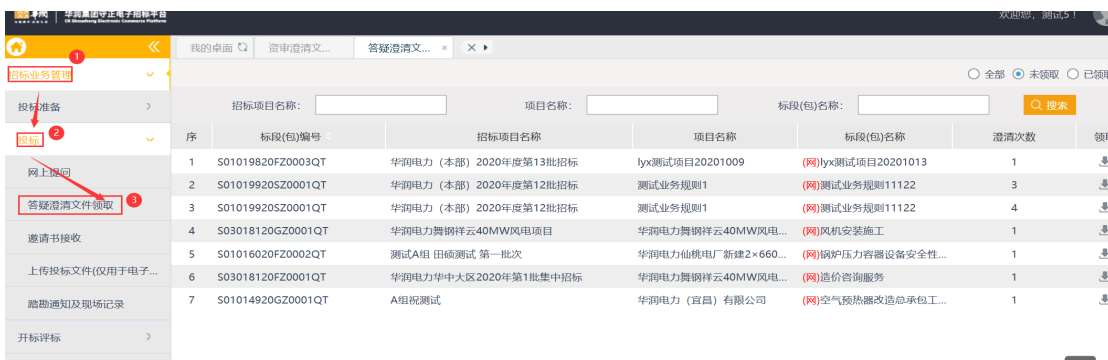 华润集团守正电子招标平台
欢迎您，测试5！
我的桌面
资审澄清文...
答疑澄清文...
1
招标业务管理
全部
未领取
已领取
投标准备
招标项目名称:
项目名称:
标段(包)名称:
搜索
投标
2
序 标段(包)编号 招标项目名称 项目名称 标段(包)名称 澄清次数 领取
1 S01019820FZ0003QT 华润电力（本部）2020年度第13批招标 lyx测试项目20201009 (网)lyx测试项目20201013 1
网上提问
2 S01019920SZ0001QT 华润电力（本部）2020年度第12批招标 测试业务规则1 (网)测试业务规则11122 3
答疑澄清文件领取
3
3 S01019920SZ0001QT 华润电力（本部）2020年度第12批招标 测试业务规则1 (网)测试业务规则11122 4
4 S03018120GZ0001QT 华润电力舞钢祥云40MW风电项目 华润电力舞钢祥云40MW风电... (网)风机安装施工 1
邀请书接收
5 S01016020FZ0002QT 测试A组 田硕测试 第一批次 华润电力仙桃电厂新建2×660... (网)锅炉压力容器设备安全性... 1
上传投标文件(仅用于电子...
6 S03018120FZ0001QT 华润电力华中大区2020年第1批集中招标 华润电力舞钢祥云40MW风电... (网)造价咨询服务 1
7 S01014920GZ0001QT A组祝测试 华润电力（宜昌）有限公司 (网)空气预热器改造总承包工... 1
踏勘通知及现场记录
开标评标